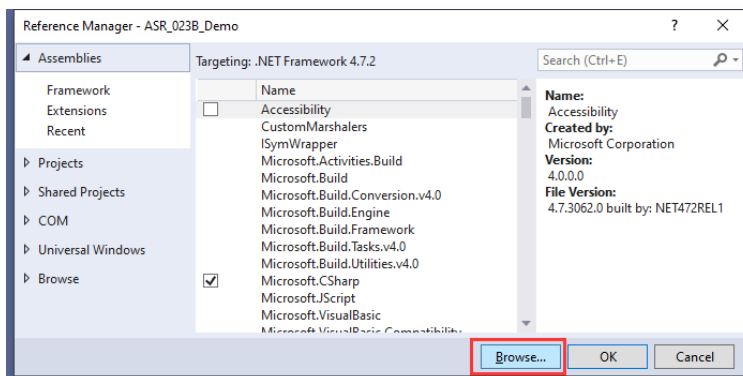 Reference Manager - ASR_023B_Demo
? ×
Assemblies
Framework
Extensions
Recent
Projects
Shared Projects
COM
Universal Windows
Browse
Targeting: .NET Framework 4.7.2
Name
Accessibility
CustomMarshalers
ISymWrapper
Microsoft.Activities.Build
Microsoft.Build
Microsoft.Build.Conversion.v4.0
Microsoft.Build.Engine
Microsoft.Build.Framework
Microsoft.Build.Tasks.v4.0
Microsoft.Build.Utilities.v4.0
Microsoft.CSharp
Microsoft.JScript
Microsoft.VisualBasic
Microsoft.VisualBasic.Compatibility
Search (Ctrl+E)
Name:
Accessibility
Created by:
Microsoft Corporation
Version:
4.0.0.0
File Version:
4.7.3062.0 built by: NET472REL1
Browse...
OK
Cancel